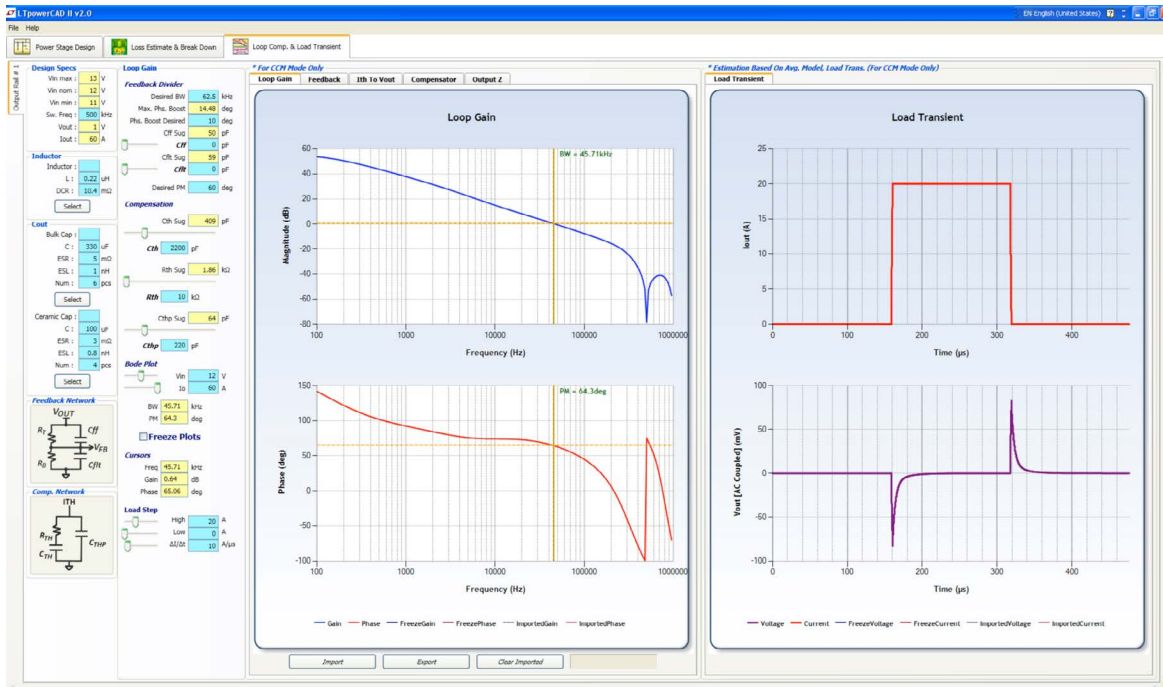 LTpowerCAD II v2.0
EN English (United States)
File Help
Power Stage Design
Loss Estimate & Break Down
Loop Comp. & Load Transient
Output Rail # 1
Design Specs
Vin max : 13 V
Vin nom : 12 V
Vin min : 11 V
Sw. Freq : 500 kHz
Vout : 1 V
Iout : 60 A
Inductor
Inductor :
L : 0.22 uH
DCR : 10.4 mΩ
Select
Cout
Bulk Cap :
C : 330 uF
ESR : 5 mΩ
ESL : 1 nH
Num : 6 pcs
Select
Ceramic Cap :
C : 100 uF
ESR : 3 mΩ
ESL : 0.8 nH
Num : 4 pcs
Select
Feedback Network
VOUT
RT
Cff
VFB
RB
Cflt
Comp. Network
ITH
RTH
CTH
CTHP
Loop Gain
Feedback Divider
Desired BW 62.5 kHz
Max. Phs. Boost 14.48 deg
Phs. Boost Desired 10 deg
Cff Sug 50 pF
Cff 0 pF
Cflt Sug 59 pF
Cflt 0 pF
Desired PM 60 deg
Compensation
Cth Sug 409 pF
Cth 2200 pF
Rth Sug 1.86 kΩ
Rth 10 kΩ
Cthp Sug 64 pF
Cthp 220 pF
Bode Plot
Vin 12 V
Io 60 A
BW 45.71 kHz
PM 64.3 deg
Freeze Plots
Cursors
Freq 45.71 kHz
Gain 0.64 dB
Phase 65.06 deg
Load Step
High 20 A
Low 0 A
ΔI/Δt 10 A/μs
* For CCM Mode Only
Loop Gain Feedback Ith To Vout Compensator Output Z
Loop Gain
BW = 45.71kHz
Magnitude (dB)
60
40
20
0
-20
-40
-60
-80
100 1000 10000 100000 1000000
Frequency (Hz)
PM = 64.3deg
Phase (deg)
150
100
50
0
-50
-100
100 1000 10000 100000 1000000
Frequency (Hz)
Gain Phase FreezeGain FreezePhase ImportedGain ImportedPhase
Import Export Clear Imported
* Estimation Based On Avg. Model, Load Trans. (For CCM Mode Only)
Load Transient
Load Transient
Iout (A)
25
20
15
10
5
0
0 100 200 300 400
Time (μs)
Vout [AC Coupled] (mV)
100
50
0
-50
-100
0 100 200 300 400
Time (μs)
Voltage Current FreezeVoltage FreezeCurrent ImportedVoltage ImportedCurrent